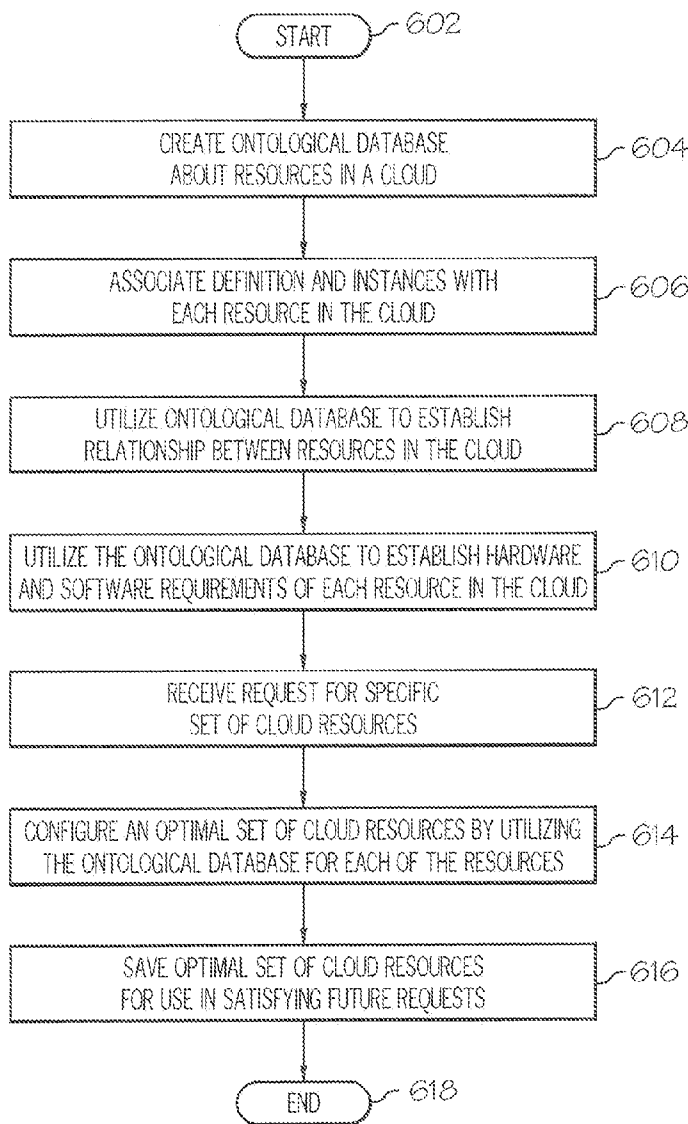 START
602
CREATE ONTOLOGICAL DATABASE
ABOUT RESOURCES IN A CLOUD
604
ASSOCIATE DEFINITION AND INSTANCES WITH
EACH RESOURCE IN THE CLOUD
606
UTILIZE ONTOLOGICAL DATABASE TO ESTABLISH
RELATIONSHIP BETWEEN RESOURCES IN THE CLOUD
608
UTILIZE THE ONTOLOGICAL DATABASE TO ESTABLISH HARDWARE
AND SOFTWARE REQUIREMENTS OF EACH RESOURCE IN THE CLOUD
610
RECEIVE REQUEST FOR SPECIFIC
SET OF CLOUD RESOURCES
612
CONFIGURE AN OPTIMAL SET OF CLOUD RESOURCES BY UTILIZING
THE ONTOLOGICAL DATABASE FOR EACH OF THE RESOURCES
614
SAVE OPTIMAL SET OF CLOUD RESOURCES
FOR USE IN SATISFYING FUTURE REQUESTS
616
END
618